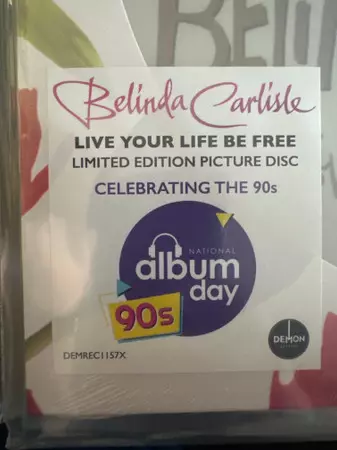 Belinda Carlisle
LIVE YOUR LIFE BE FREE
LIMITED EDITION PICTURE DISC
CELEBRATING THE 90s
NATIONAL
album
day
90s
DEMON
DEMREC1157X